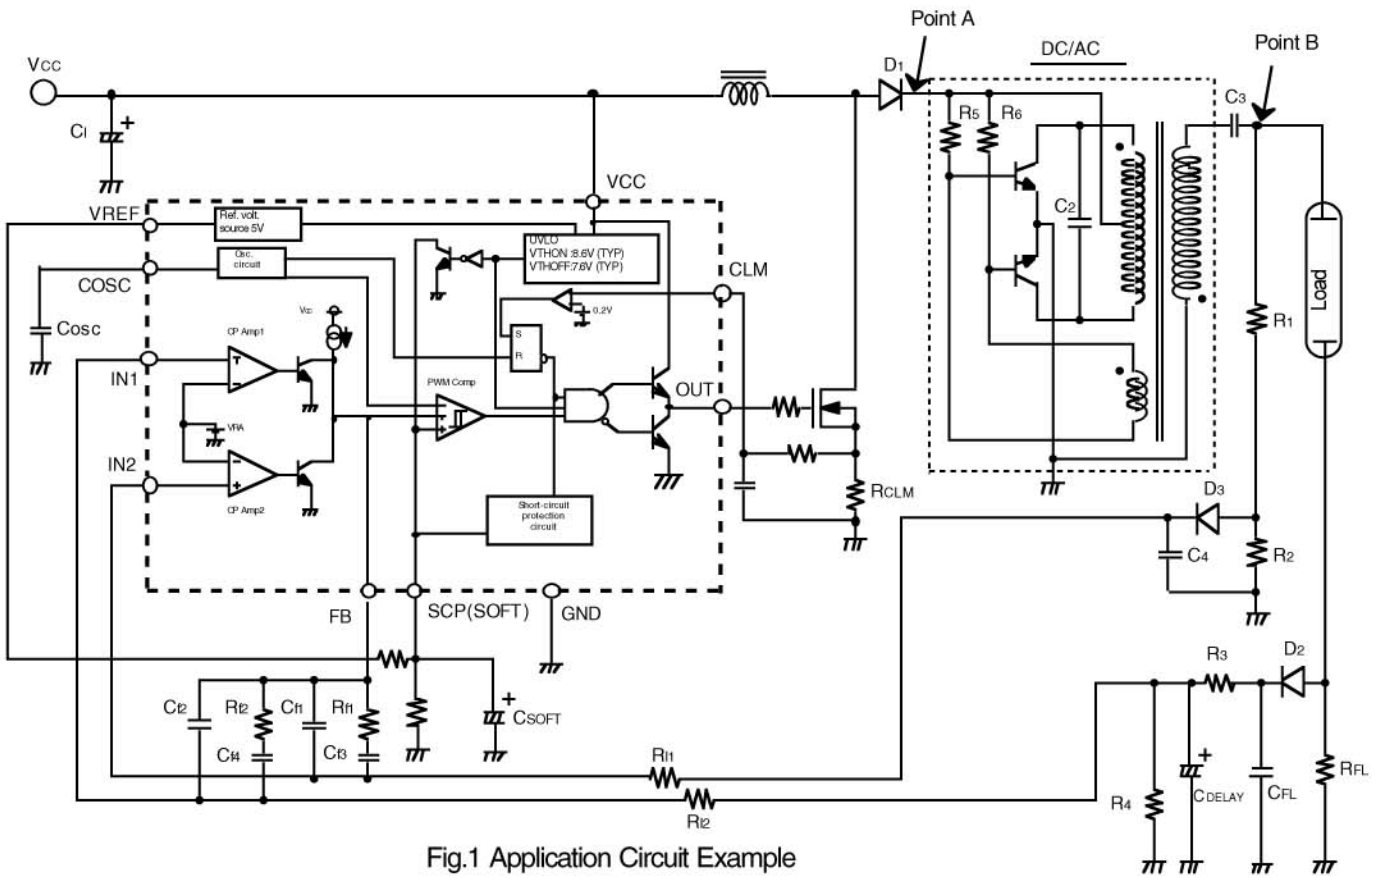 Point A
DC/AC
Point B
VCC
D1
C3
CI
+
R5
R6
VCC
VREF
Ref. volt.
source 5V
C2
UVLO
VTHON :8.6V (TYP)
VTHOFF:7.6V (TYP)
Osc.
circuit
CLM
COSC
Load
Vcc
0.2V
R1
COSC
CP Amp1
S
R
IN1
PWM Comp
OUT
VRA
IN2
RCLM
D3
CP Amp2
Short-circuit
protection
circuit
C4
R2
FB
SCP(SOFT)
GND
R3
D2
Cf2
Rf2
Cf1
Rf1
+
CSOFT
Cf4
Cf3
RI1
+
RFL
R4
CDELAY
CFL
RI2
Fig.1 Application Circuit Example